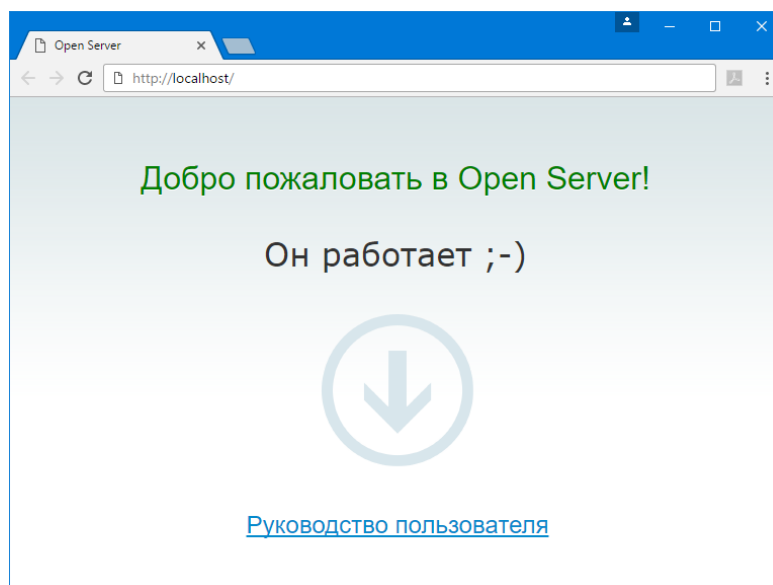 Open Server
http://localhost/
Добро пожаловать в Open Server!
Он работает ;-)
Руководство пользователя